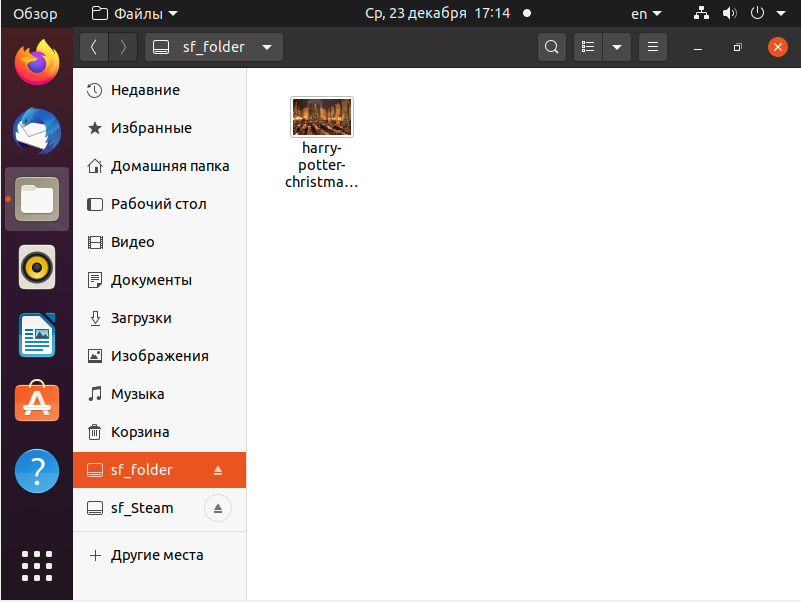 Обзор
Файлы
Ср, 23 декабря 17:14
en
sf_folder
Недавние
Избранные
Домашняя папка
Рабочий стол
Видео
Документы
Загрузки
Изображения
Музыка
Корзина
sf_folder
sf_Steam
Другие места
harry-
potter-
christma…